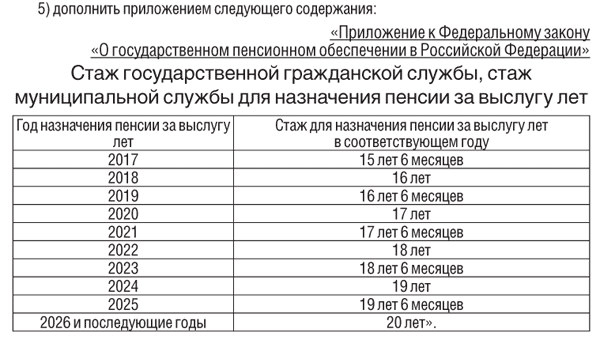 5) дополнить приложением следующего содержания:
«Приложение к Федеральному закону
«О государственном пенсионном обеспечении в Российской Федерации»
Стаж государственной гражданской службы, стаж
муниципальной службы для назначения пенсии за выслугу лет
Год назначения пенсии за выслугу
лет
Стаж для назначения пенсии за выслугу лет
в соответствующем году
2017 15 лет 6 месяцев
2018 16 лет
2019 16 лет 6 месяцев
2020 17 лет
2021 17 лет 6 месяцев
2022 18 лет
2023 18 лет 6 месяцев
2024 19 лет
2025 19 лет 6 месяцев
2026 и последующие годы 20 лет».